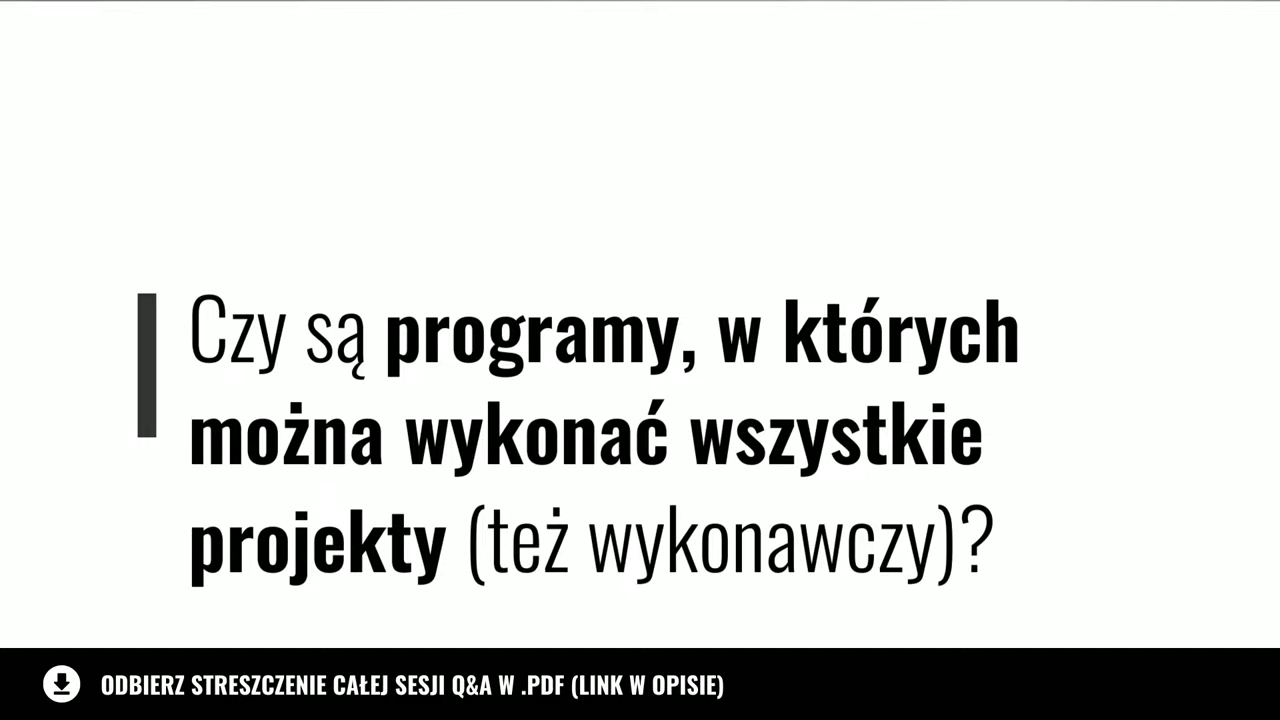 Czy są programy, w których
można wykonać wszystkie
projekty (też wykonawczy)?
ODBIERZ STRESZCZENIE CAŁEJ SESJI Q&A W .PDF (LINK W OPISIE)